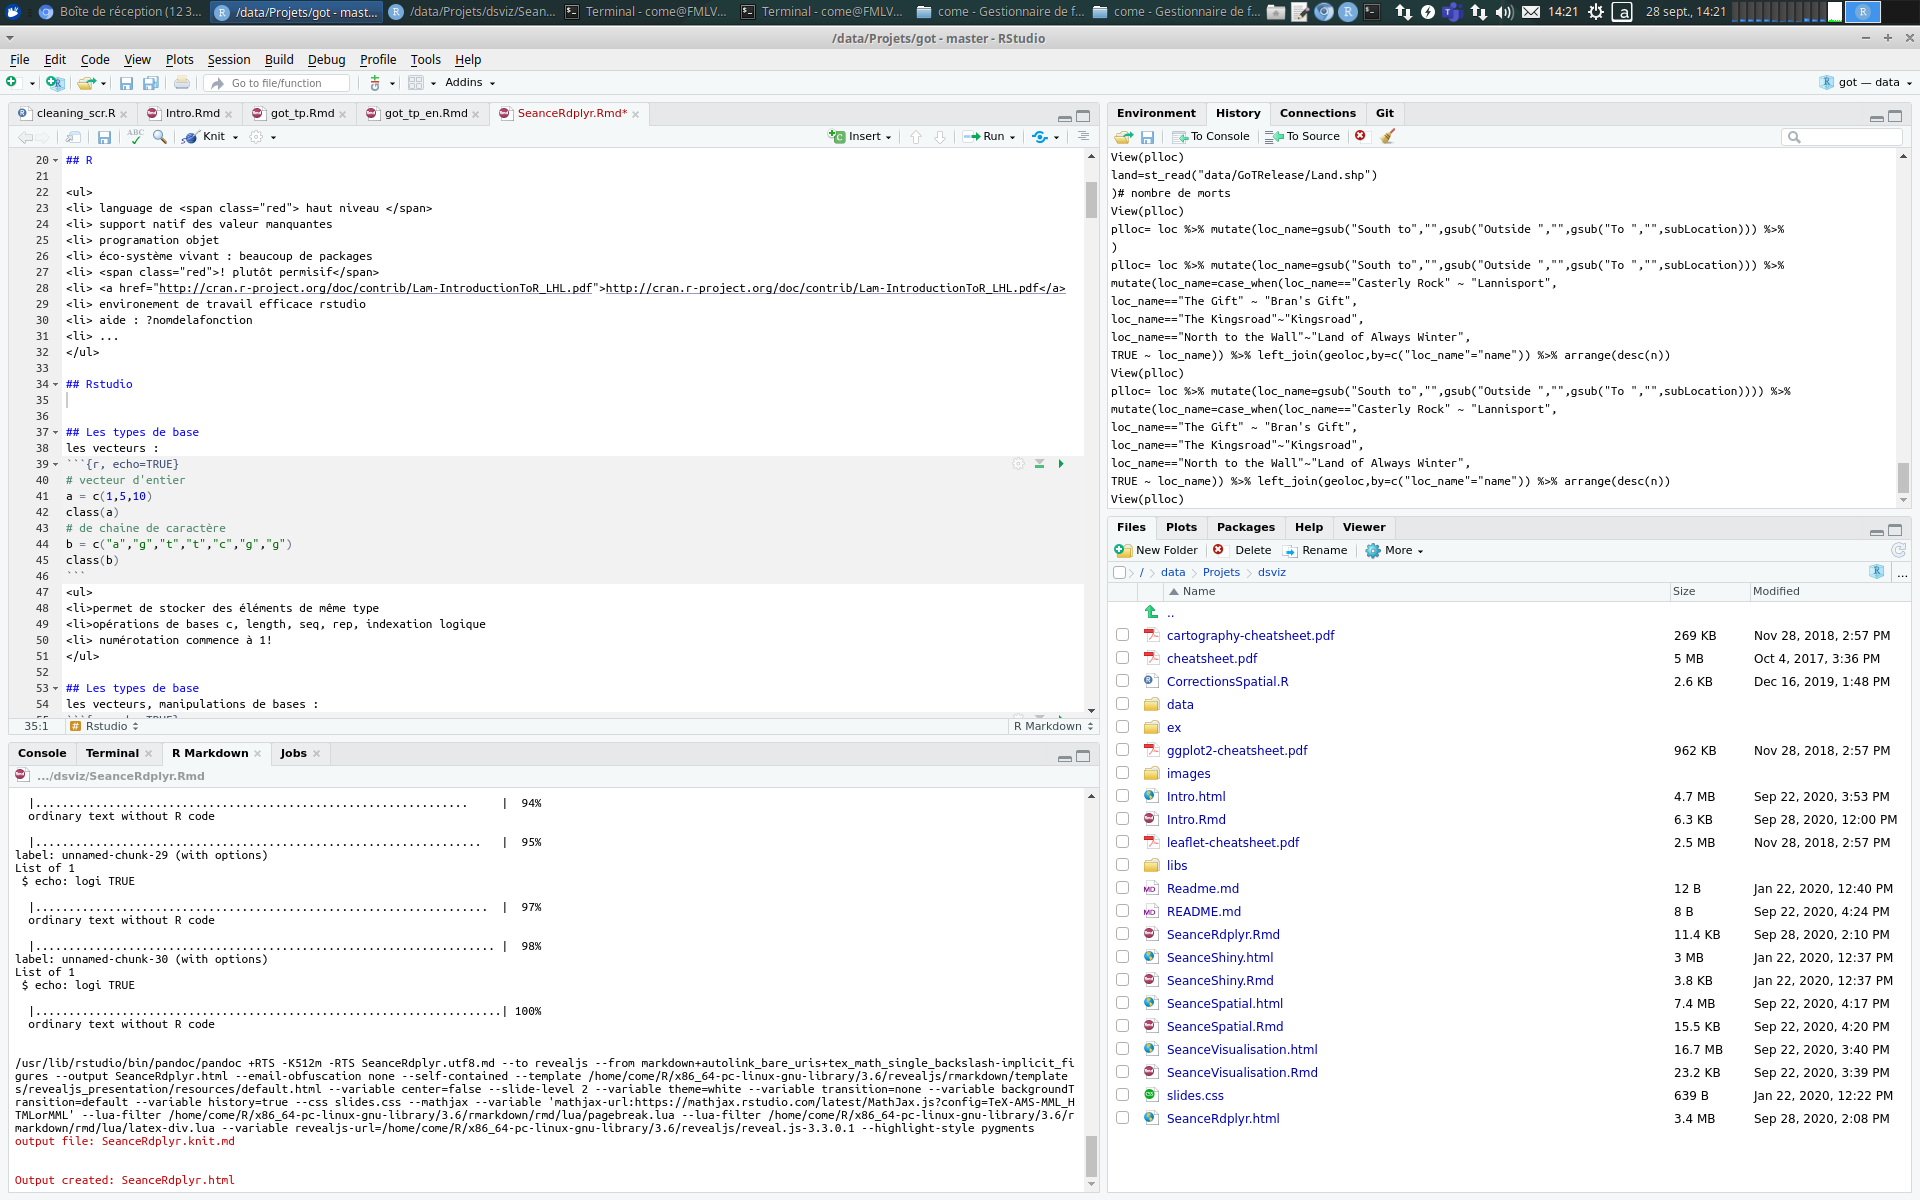 Boîte de réception (12 3...
/data/Projets/got - mast...
/data/Projets/dsviz/Sean...
Terminal - come@FMLV...
Terminal - come@FMLV...
come - Gestionnaire de f...
come - Gestionnaire de f...
14:21
a
28 sept., 14:21
/data/Projets/got - master - RStudio
File Edit Code View Plots Session Build Debug Profile Tools Help
Go to file/function
Addins
got — data
cleaning_scr.R
Intro.Rmd
got_tp.Rmd
got_tp_en.Rmd
SeanceRdplyr.Rmd*
ABC
Knit
Insert
Run
20 ## R
21
22 <ul>
23 <li> language de <span class="red"> haut niveau </span>
24 <li> support natif des valeur manquantes
25 <li> programation objet
26 <li> éco-système vivant : beaucoup de packages
27 <li> <span class="red">! plutôt permisif</span>
28 <li> <a href="http://cran.r-project.org/doc/contrib/Lam-IntroductionToR_LHL.pdf">http://cran.r-project.org/doc/contrib/Lam-IntroductionToR_LHL.pdf</a>
29 <li> environement de travail efficace rstudio
30 <li> aide : ?nomdelafonction
31 <li> ...
32 </ul>
33
34 ## Rstudio
35
36
37 ## Les types de base
38 les vecteurs :
39 ```{r, echo=TRUE}
40 # vecteur d'entier
41 a = c(1,5,10)
42 class(a)
43 # de chaine de caractère
44 b = c("a","g","t","t","c","g","g")
45 class(b)
46 ```
47 <ul>
48 <li>permet de stocker des éléments de même type
49 <li>opérations de bases c, length, seq, rep, indexation logique
50 <li> numérotation commence à 1!
51 </ul>
52
53 ## Les types de base
54 les vecteurs, manipulations de bases :
35:1 Rstudio
R Markdown
Console Terminal R Markdown Jobs
.../dsviz/SeanceRdplyr.Rmd
|................................................................. | 94%
ordinary text without R code
|................................................................... | 95%
label: unnamed-chunk-29 (with options)
List of 1
$ echo: logi TRUE
|.................................................................... | 97%
ordinary text without R code
|..................................................................... | 98%
label: unnamed-chunk-30 (with options)
List of 1
$ echo: logi TRUE
|......................................................................| 100%
ordinary text without R code
/usr/lib/rstudio/bin/pandoc/pandoc +RTS -K512m -RTS SeanceRdplyr.utf8.md --to revealjs --from markdown+autolink_bare_uris+tex_math_single_backslash-implicit_fi
gures --output SeanceRdplyr.html --email-obfuscation none --self-contained --template /home/come/R/x86_64-pc-linux-gnu-library/3.6/revealjs/rmarkdown/template
s/revealjs_presentation/resources/default.html --variable center=false --slide-level 2 --variable theme=white --variable transition=none --variable backgroundT
ransition=default --variable history=true --css slides.css --mathjax --variable 'mathjax-url:https://mathjax.rstudio.com/latest/MathJax.js?config=TeX-AMS-MML_H
TMLorMML' --lua-filter /home/come/R/x86_64-pc-linux-gnu-library/3.6/rmarkdown/rmd/lua/pagebreak.lua --lua-filter /home/come/R/x86_64-pc-linux-gnu-library/3.6/r
markdown/rmd/lua/latex-div.lua --variable revealjs-url=/home/come/R/x86_64-pc-linux-gnu-library/3.6/revealjs/reveal.js-3.3.0.1 --highlight-style pygments
output file: SeanceRdplyr.knit.md
Output created: SeanceRdplyr.html
Environment History Connections Git
To Console
To Source
View(plloc)
land=st_read("data/GoTRelease/Land.shp")
)# nombre de morts
View(plloc)
plloc= loc %>% mutate(loc_name=gsub("South to","",gsub("Outside ","",gsub("To ","",subLocation))) %>%
)
plloc= loc %>% mutate(loc_name=gsub("South to","",gsub("Outside ","",gsub("To ","",subLocation))) %>%
mutate(loc_name=case_when(loc_name=="Casterly Rock" ~ "Lannisport",
loc_name=="The Gift" ~ "Bran's Gift",
loc_name=="The Kingsroad"~"Kingsroad",
loc_name=="North to the Wall"~"Land of Always Winter",
TRUE ~ loc_name)) %>% left_join(geoloc,by=c("loc_name"="name")) %>% arrange(desc(n))
View(plloc)
plloc= loc %>% mutate(loc_name=gsub("South to","",gsub("Outside ","",gsub("To ","",subLocation)))) %>%
mutate(loc_name=case_when(loc_name=="Casterly Rock" ~ "Lannisport",
loc_name=="The Gift" ~ "Bran's Gift",
loc_name=="The Kingsroad"~"Kingsroad",
loc_name=="North to the Wall"~"Land of Always Winter",
TRUE ~ loc_name)) %>% left_join(geoloc,by=c("loc_name"="name")) %>% arrange(desc(n))
View(plloc)
Files Plots Packages Help Viewer
New Folder Delete Rename More
/ data Projets dsviz ...
Name Size Modified
..
cartography-cheatsheet.pdf 269 KB Nov 28, 2018, 2:57 PM
cheatsheet.pdf 5 MB Oct 4, 2017, 3:36 PM
CorrectionsSpatial.R 2.6 KB Dec 16, 2019, 1:48 PM
data
ex
ggplot2-cheatsheet.pdf 962 KB Nov 28, 2018, 2:57 PM
images
Intro.html 4.7 MB Sep 22, 2020, 3:53 PM
Intro.Rmd 6.3 KB Sep 28, 2020, 12:00 PM
leaflet-cheatsheet.pdf 2.5 MB Nov 28, 2018, 2:57 PM
libs
Readme.md 12 B Jan 22, 2020, 12:40 PM
README.md 8 B Sep 22, 2020, 4:24 PM
SeanceRdplyr.Rmd 11.4 KB Sep 28, 2020, 2:10 PM
SeanceShiny.html 3 MB Jan 22, 2020, 12:37 PM
SeanceShiny.Rmd 3.8 KB Jan 22, 2020, 12:37 PM
SeanceSpatial.html 7.4 MB Sep 22, 2020, 4:17 PM
SeanceSpatial.Rmd 15.5 KB Sep 22, 2020, 4:20 PM
SeanceVisualisation.html 16.7 MB Sep 22, 2020, 3:40 PM
SeanceVisualisation.Rmd 23.2 KB Sep 22, 2020, 3:39 PM
slides.css 639 B Jan 22, 2020, 12:22 PM
SeanceRdplyr.html 3.4 MB Sep 28, 2020, 2:08 PM